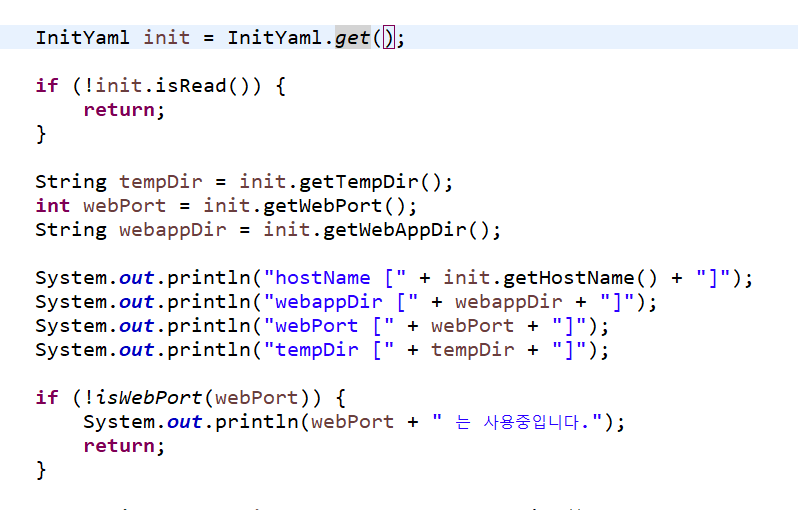 InitYaml init = InitYaml.get();
if (!init.isRead()) {
return;
}
String tempDir = init.getTempDir();
int webPort = init.getWebPort();
String webappDir = init.getWebAppDir();
System.out.println("hostName [" + init.getHostName() + "]");
System.out.println("webappDir [" + webappDir + "]");
System.out.println("webPort [" + webPort + "]");
System.out.println("tempDir [" + tempDir + "]");
if (!isWebPort(webPort)) {
System.out.println(webPort + " 는 사용중입니다.");
return;
}